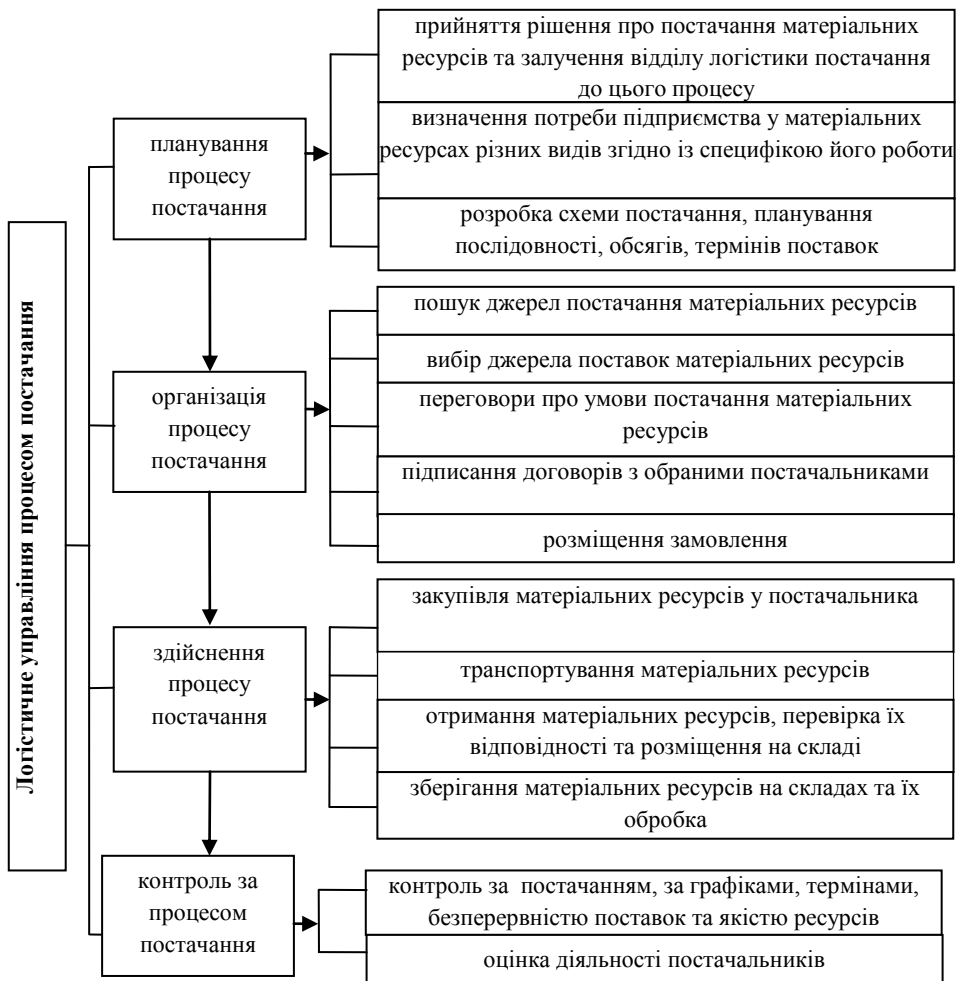 Логістичне управління процесом постачання
планування
процесу
постачання
прийняття рішення про постачання матеріальних
ресурсів та залучення відділу логістики постачання
до цього процесу
визначення потреби підприємства у матеріальних
ресурсах різних видів згідно із специфікою його роботи
розробка схеми постачання, планування
послідовності, обсягів, термінів поставок
організація
процесу
постачання
пошук джерел постачання матеріальних ресурсів
вибір джерела поставок матеріальних ресурсів
переговори про умови постачання матеріальних
ресурсів
підписання договорів з обраними постачальниками
розміщення замовлення
здійснення
процесу
постачання
закупівля матеріальних ресурсів у постачальника
транспортування матеріальних ресурсів
отримання матеріальних ресурсів, перевірка їх
відповідності та розміщення на складі
зберігання матеріальних ресурсів на складах та їх
обробка
контроль за
процесом
постачання
контроль за постачанням, за графіками, термінами,
безперервністю поставок та якістю ресурсів
оцінка діяльності постачальників